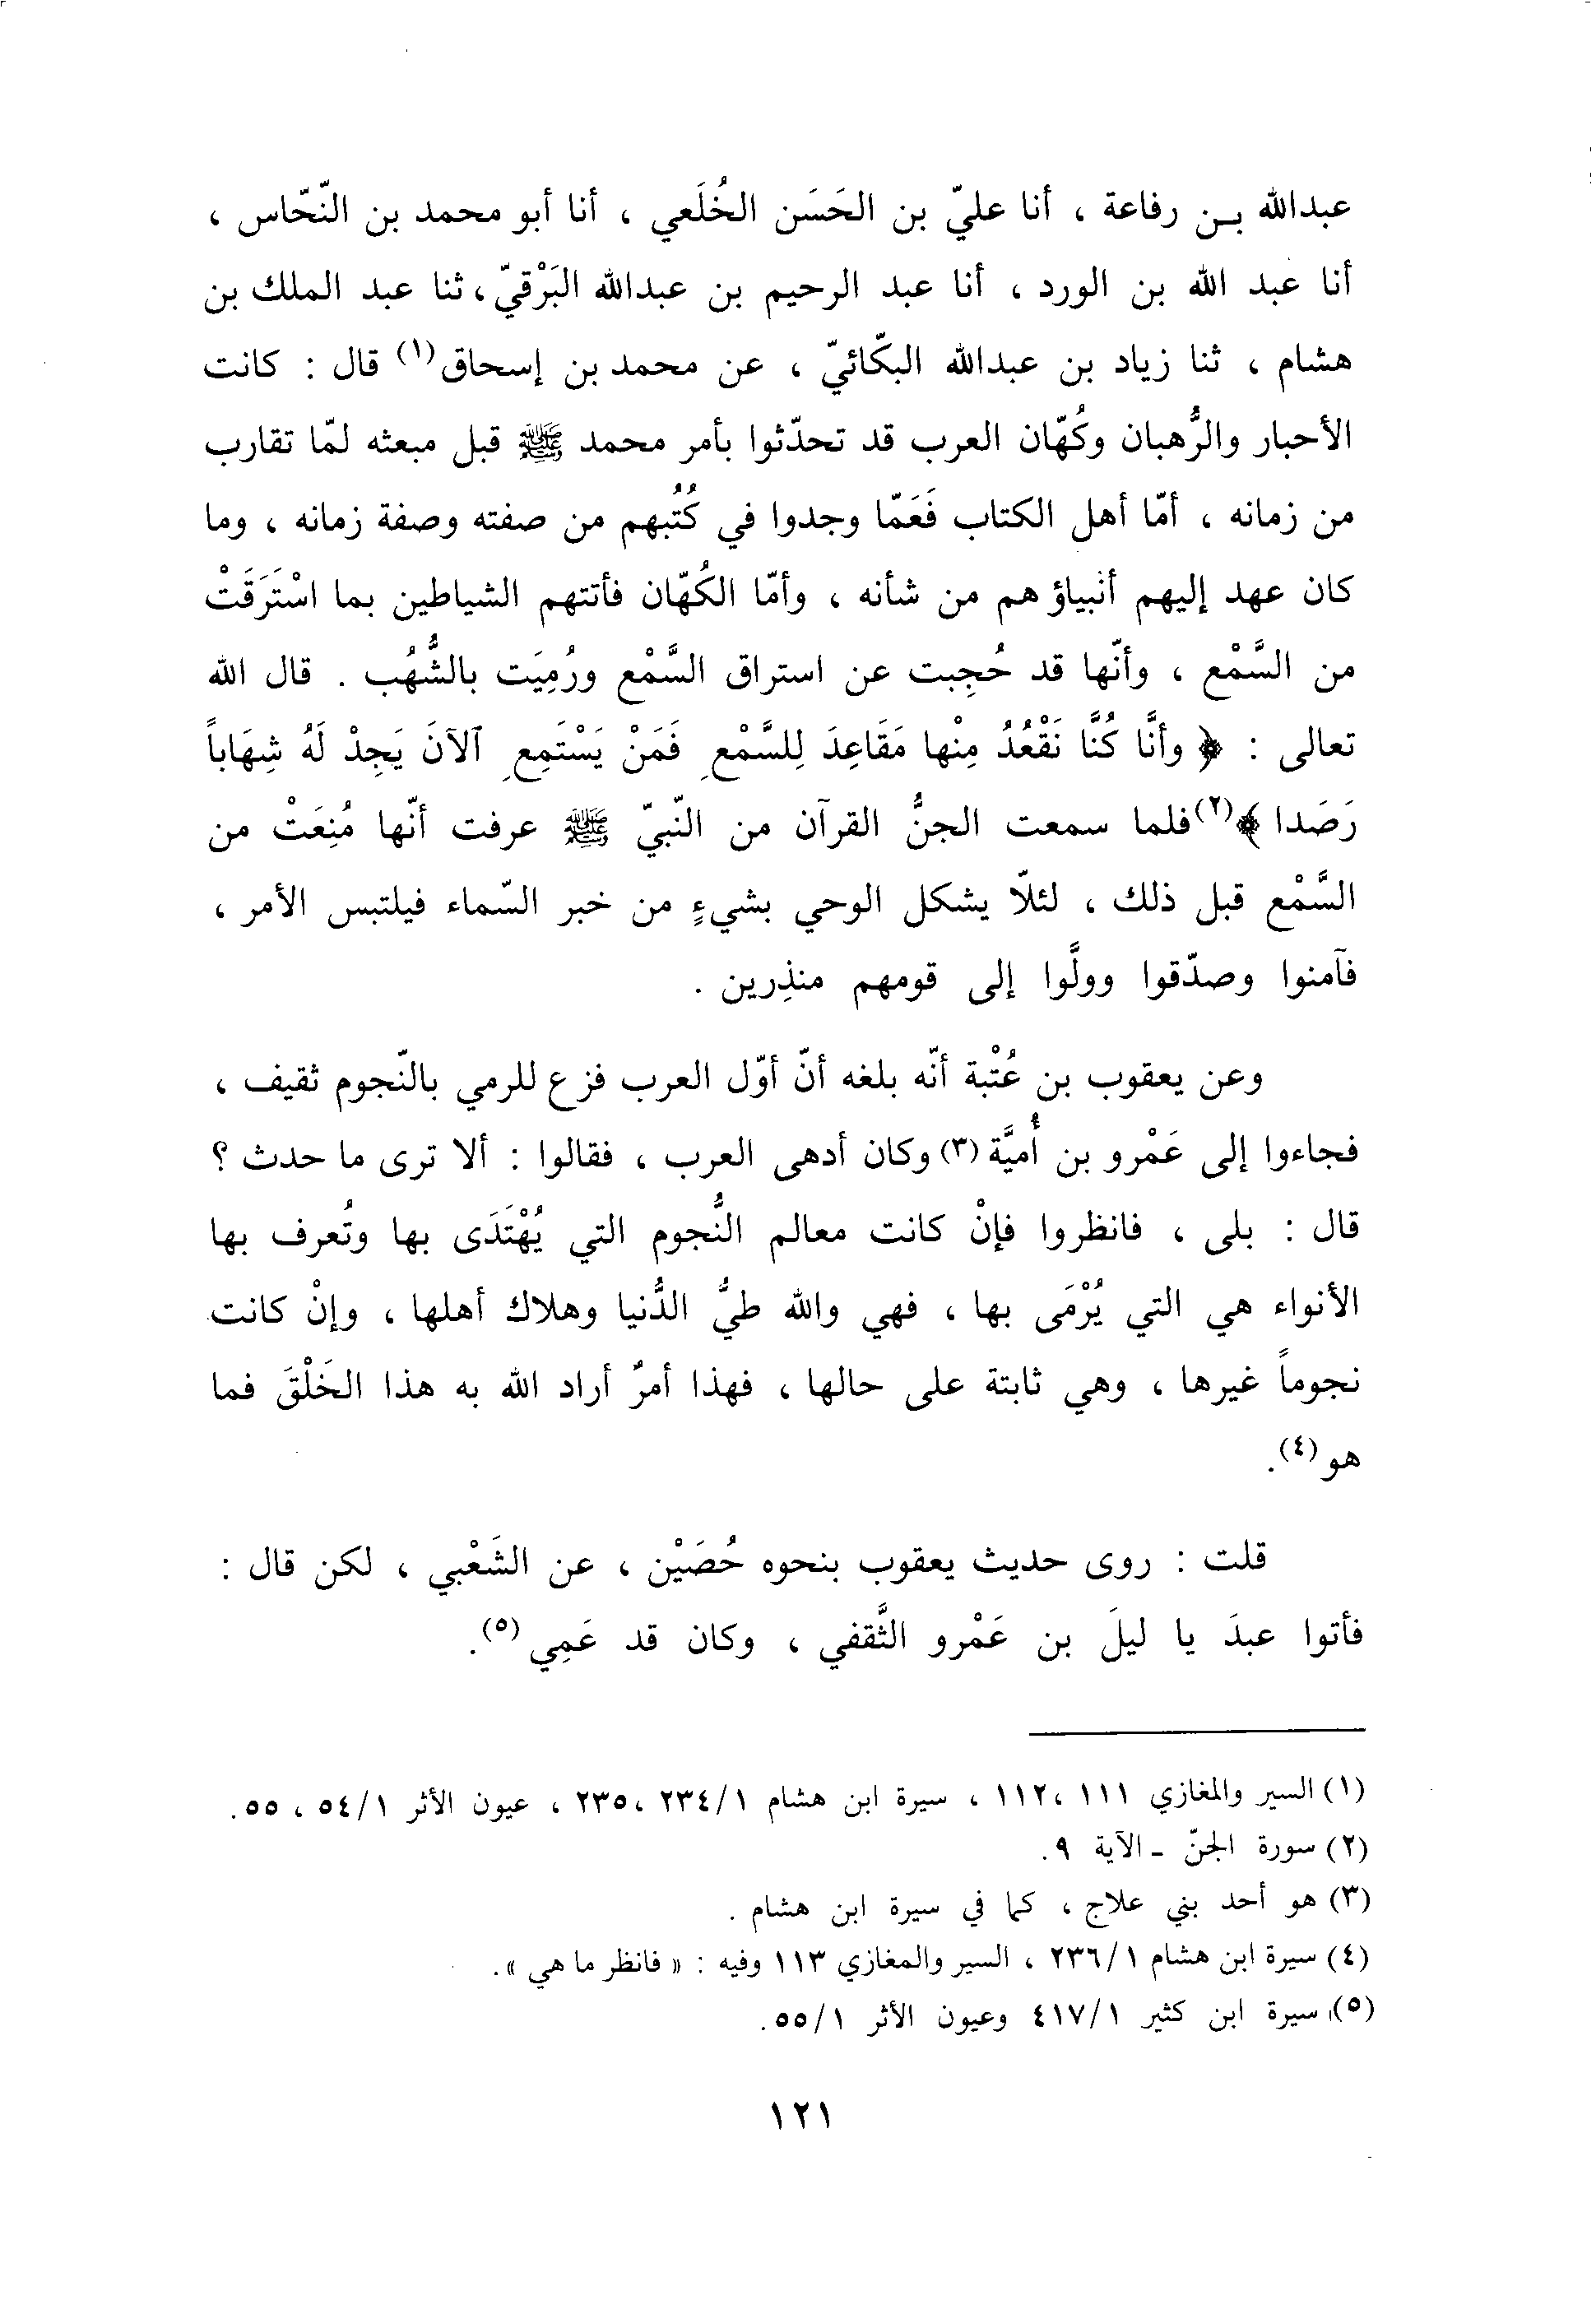 عبدالله بـن رفاعة ، أنا عليّ بن الحَسَن الخُلَعي ، أنا أبو محمد بن النّحّاس ،
أنا عبد الله بن الورد ، أنا عبد الرحيم بن عبدالله البَرْقيّ، ثنا عبد الملك بن
هشام ، ثنا زياد بن عبدالله البكّائيّ ، عن محمد بن إسحاق(١) قال : كانت
الأحبار والرُّهبان وكُهّان العرب قد تحدّثوا بأمر محمد ﷺ قبل مبعثه لمّا تقارب
من زمانه ، أمّا أهل الكتاب فَعَمّا وجدوا في كُتُبهم من صفته وصفة زمانه ، وما
كان عهد إليهم أنبياؤهم من شأنه ، وأمّا الكُهّان فأتتهم الشياطين بما اسْتَرَقَتْ
من السَّمْع ، وأنّها قد حُجِبت عن استراق السَّمْع ورُمِيَت بالشُّهُب . قال الله
تعالى : ﴿ وأنَّا كُنَّا نَقْعُدُ مِنْها مَقَاعِدَ لِلسَّمْعِ فَمَنْ يَسْتَمِعِ ٱلآنَ يَجِدْ لَهُ شِهَاباً
رَصَدا ﴾(٢) فلما سمعت الجنُّ القرآن من النّبيّ ﷺ عرفت أنّها مُنِعَتْ من
السَّمْع قبل ذلك ، لئلّا يشكل الوحي بشيءٍ من خبر السّماء فيلتبس الأمر ،
فآمنوا وصدّقوا وولَّوا إلى قومهم منذِرين .
وعن يعقوب بن عُتْبة أنّه بلغه أنّ أوّل العرب فزع للرمي بالنّجوم ثقيف ،
فجاءوا إلى عَمْرو بن أُميَّة (٣) وكان أدهى العرب ، فقالوا : ألا ترى ما حدث ؟
قال : بلى ، فانظروا فإنْ كانت معالم النُّجوم التي يُهْتَدَى بها وتُعرف بها
الأنواء هي التي يُرْمَى بها ، فهي والله طيُّ الدُّنيا وهلاك أهلها ، وإنْ كانت
نجوماً غيرها ، وهي ثابتة على حالها ، فهذا أمرٌ أراد الله به هذا الخَلْقَ فما
هو (٤).
قلت : روى حديث يعقوب بنحوه حُصَيْن ، عن الشَعْبي ، لكن قال :
فأتوا عبدَ يا ليلَ بن عَمْرو الثَّقفي ، وكان قد عَمِي (٥).
(١) السير والمغازي ١١١ ،١١٢ ، سيرة ابن هشام ٢٣٤/١ ،٢٣٥ ، عيون الأثر ٥٤/١ ، ٥٥.
(٢) سورة الجنّ - الآية ٩.
(٣) هو أحد بني علاج ، كما في سيرة ابن هشام .
(٤) سيرة ابن هشام ٢٣٦/١ ، السير والمغازي ١١٣ وفيه : « فانظر ما هي ».
(٥) سيرة ابن كثير ٤١٧/١ وعيون الأثر ٥٥/١.
١٢١